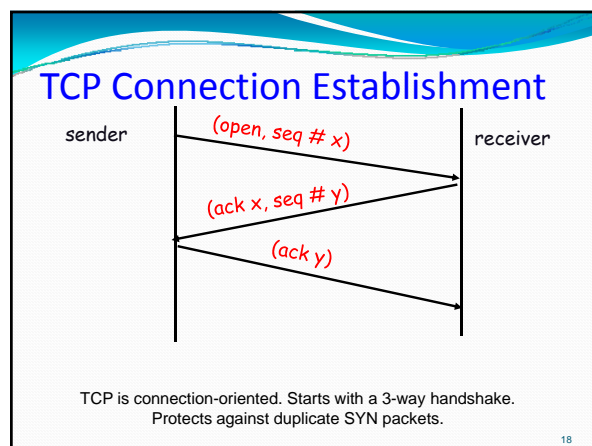 TCP Connection Establishment
sender
(open, seq # x)
receiver
(ack x, seq # y)
(ack y)
TCP is connection-oriented. Starts with a 3-way handshake.
Protects against duplicate SYN packets.
18